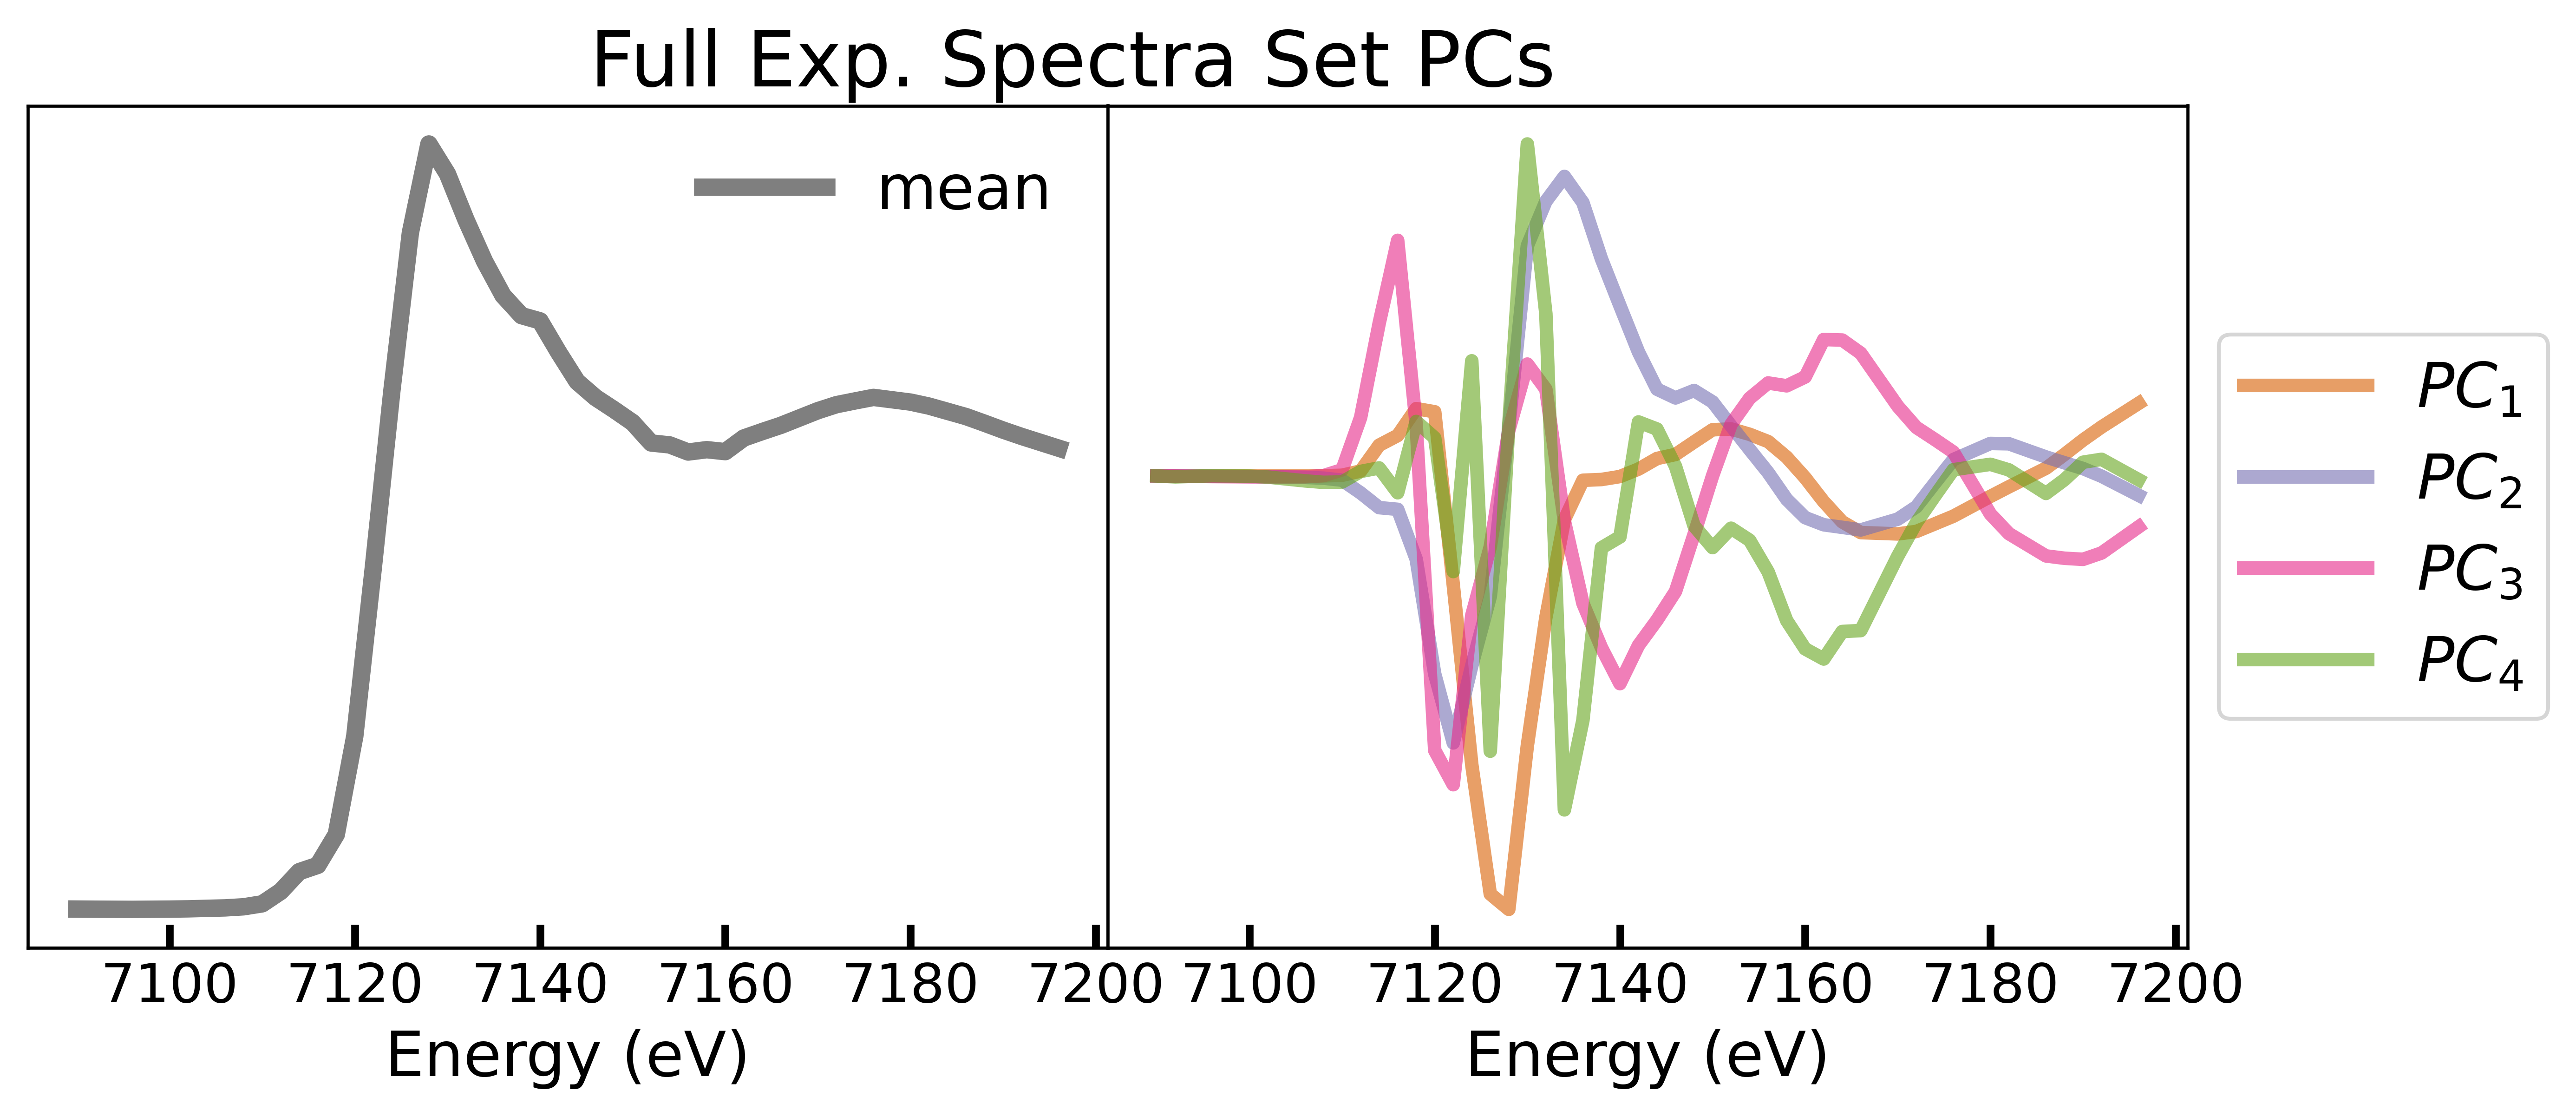 Full Exp. Spectra Set PCs
mean
PC₁
PC₂
PC₃
PC₄
7100 7120 7140 7160 7180 7200 7100 7120 7140 7160 7180 7200
Energy (eV) Energy (eV)